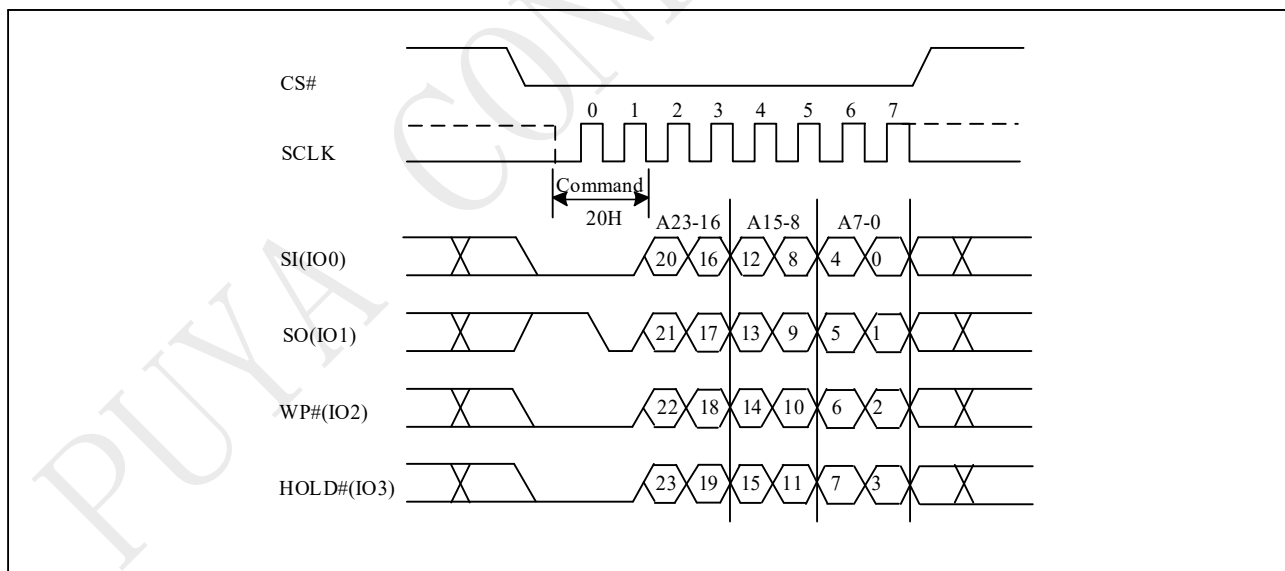 PUYA CON
CS#
0 1 2 3 4 5 6 7
SCLK
Command
20H
A23-16 A15-8 A7-0
SI(IO0) 20 16 12 8 4 0
SO(IO1) 21 17 13 9 5 1
WP#(IO2) 22 18 14 10 6 2
HOLD#(IO3) 23 19 15 11 7 3